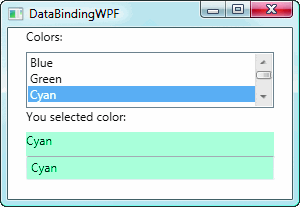 DataBindingWPF
Colors:
Blue
Green
Cyan
You selected color:
Cyan
Cyan